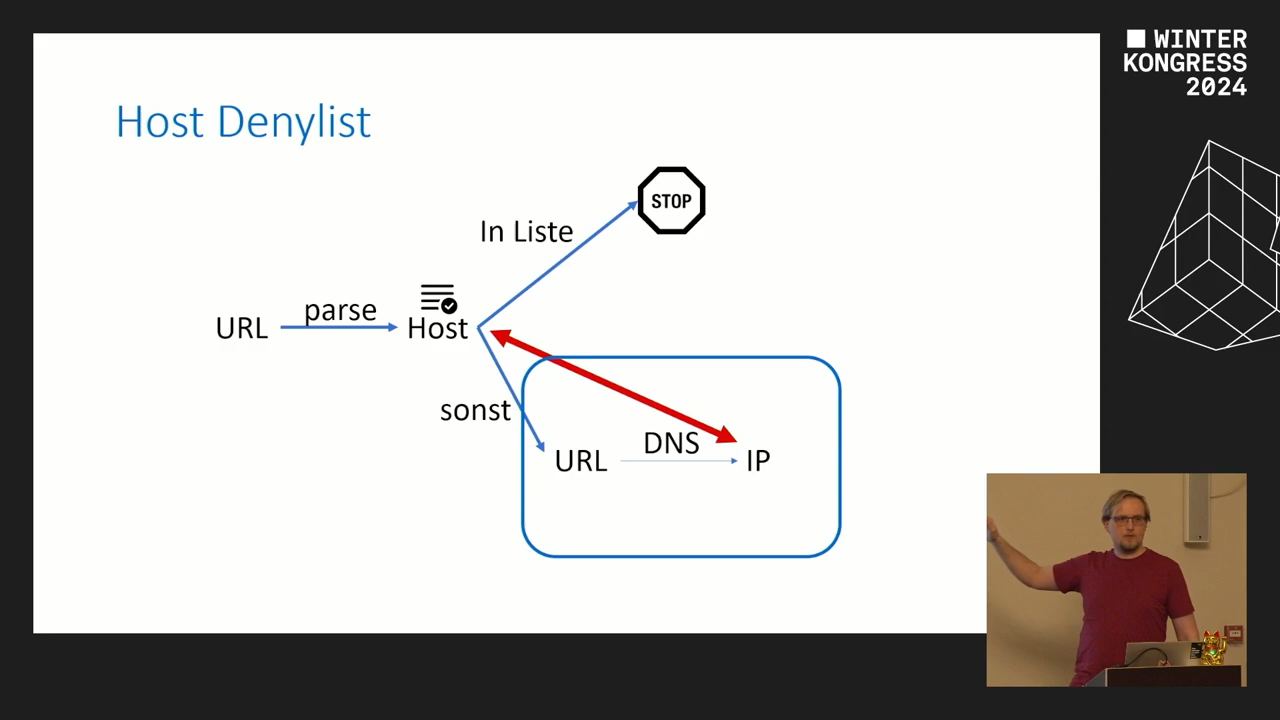 WINTER
KONGRESS
2024
Host Denylist
STOP
In Liste
parse
URL
Host
sonst
DNS
URL
IP